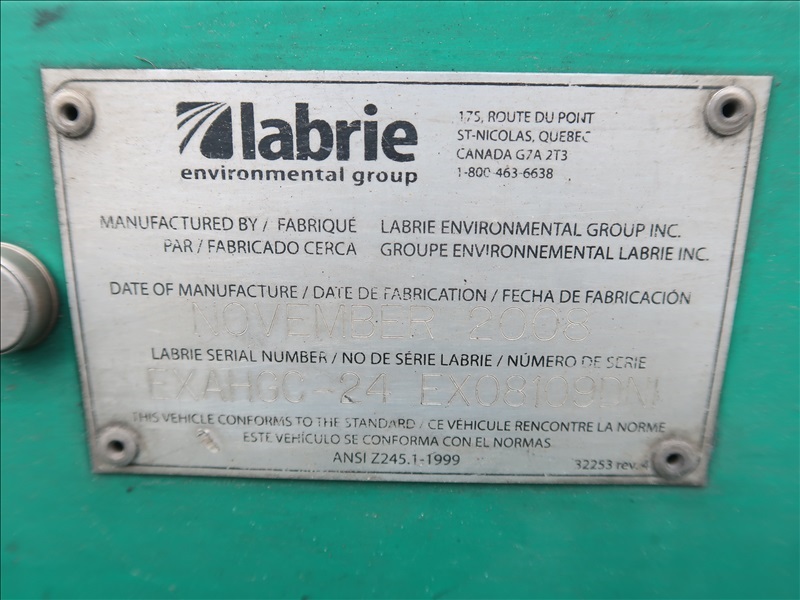 labrie
environmental group
175, ROUTE DU PONT
ST-NICOLAS, QUEBEC
CANADA G7A 2T3
1-800-463-6638
MANUFACTURED BY / FABRIQUÉ LABRIE ENVIRONMENTAL GROUP INC.
PAR / FABRICADO CERCA GROUPE ENVIRONNEMENTAL LABRIE INC.
DATE OF MANUFACTURE / DATE DE FABRICATION / FECHA DE FABRICACIÓN
NOVEMBER 2008
LABRIE SERIAL NUMBER / NO DE SÉRIE LABRIE / NÚMERO DE SERIE
EXAHGC-24 EX08109DNI
THIS VEHICLE CONFORMS TO THE STANDARD / CE VÉHICULE RENCONTRE LA NORME
ESTE VEHÍCULO SE CONFORMA CON EL NORMAS
ANSI Z245.1-1999
32253 rev. 4